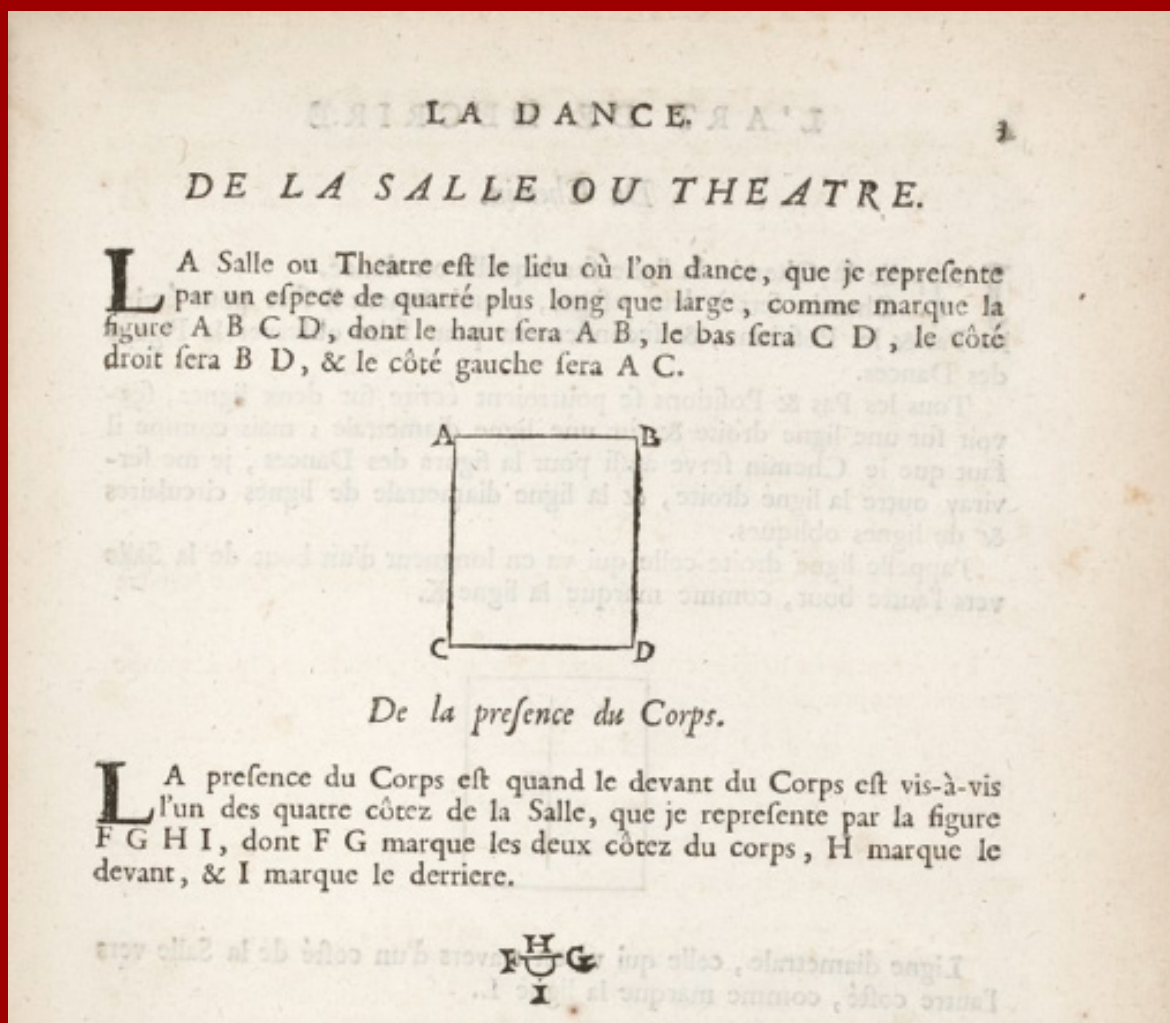 LA DANCE.
DE LA SALLE OU THEATRE.
LA Salle ou Theatre eſt le lieu où l'on dance, que je repreſente
par un eſpece de quarré plus long que large, comme marque la
figure A B C D, dont le haut ſera A B, le bas ſera C D, le côté
droit ſera B D, & le côté gauche ſera A C.
A B
C D
De la preſence du Corps.
LA preſence du Corps eſt quand le devant du Corps eſt vis-à-vis
l'un des quatre côtez de la Salle, que je repreſente par la figure
F G H I, dont F G marque les deux côtez du corps, H marque le
devant, & I marque le derriere.
H
F G
I